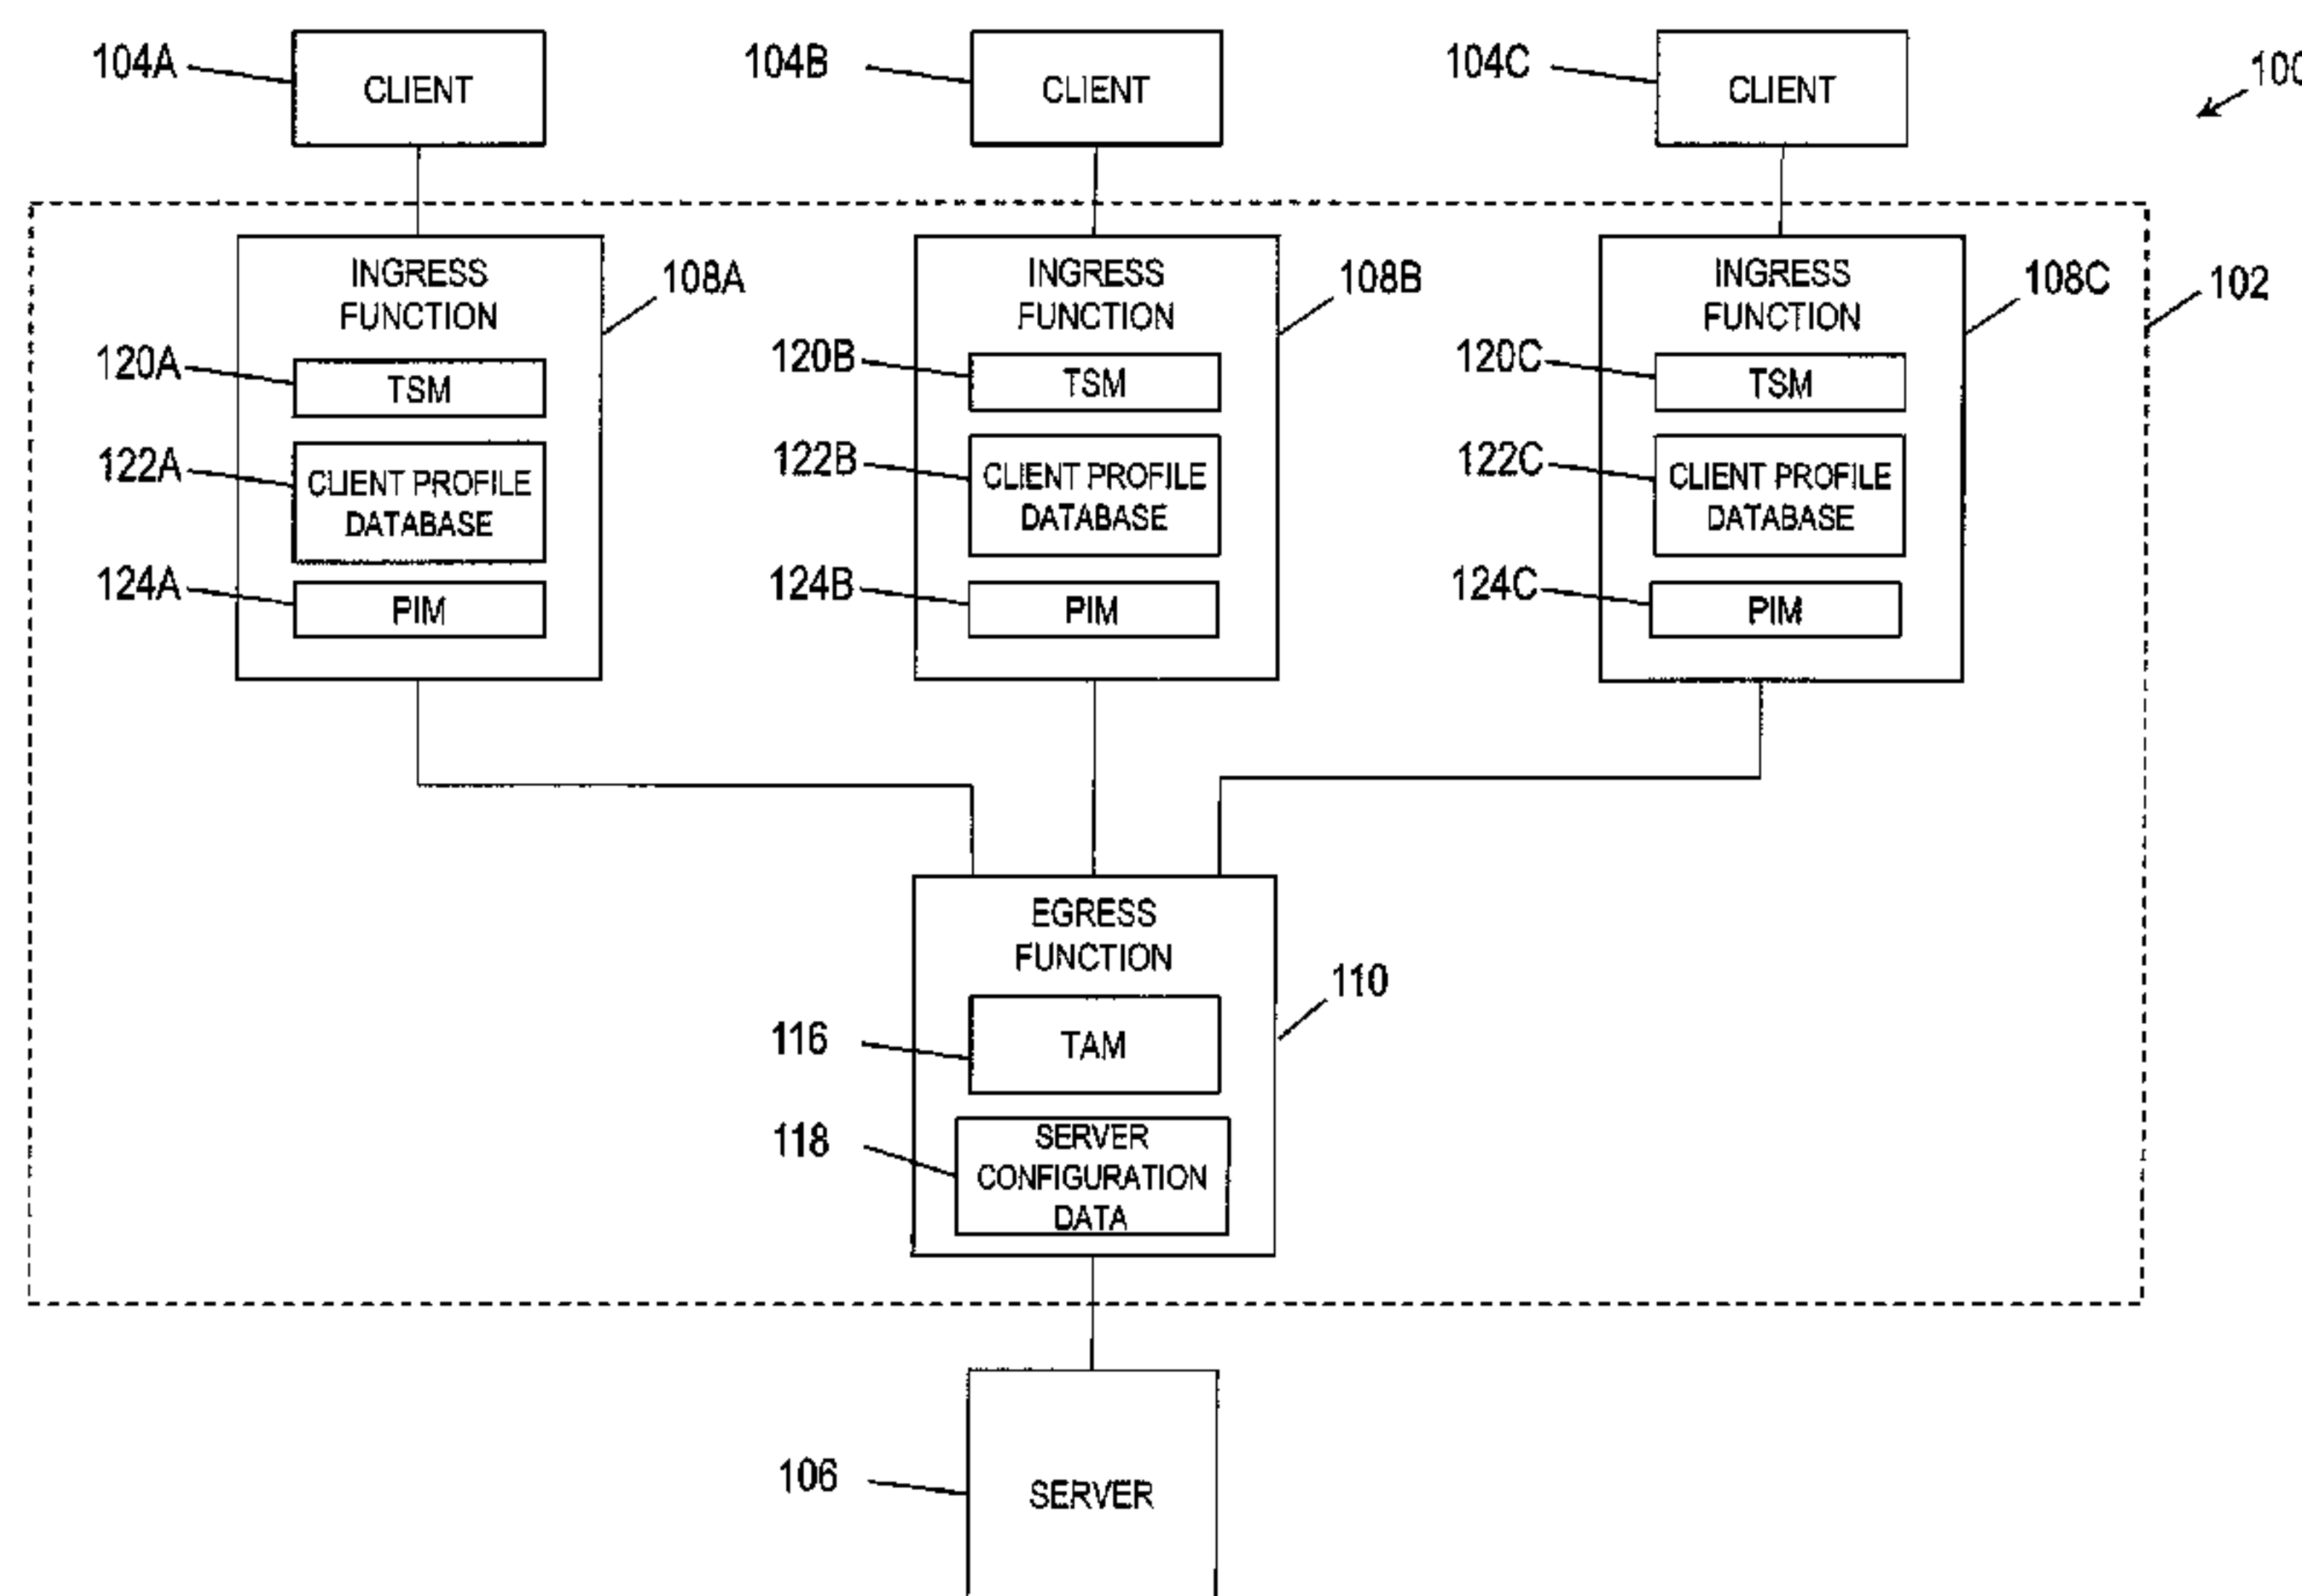 104A
CLIENT
104B
CLIENT
104C
CLIENT
100
INGRESS
FUNCTION
108A
120A
TSM
122A
CLIENT PROFILE
DATABASE
124A
PIM
INGRESS
FUNCTION
108B
120B
TSM
122B
CLIENT PROFILE
DATABASE
124B
PIM
INGRESS
FUNCTION
108C
102
120C
TSM
122C
CLIENT PROFILE
DATABASE
124C
PIM
EGRESS
FUNCTION
110
116
TAM
118
SERVER
CONFIGURATION
DATA
106
SERVER